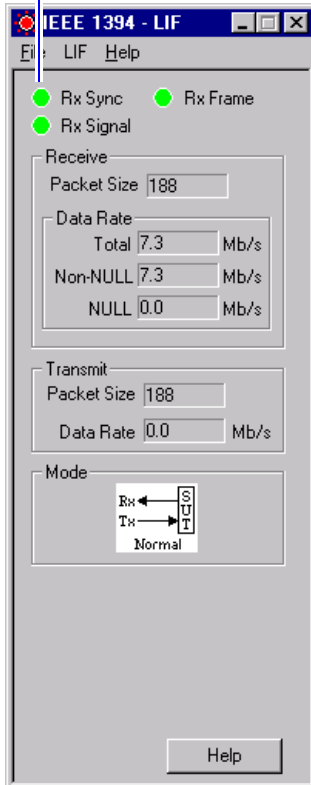 IEEE 1394 - LIF
File LIF Help
Rx Sync Rx Frame
Rx Signal
Receive
Packet Size 188
Data Rate
Total 7.3 Mb/s
Non-NULL 7.3 Mb/s
NULL 0.0 Mb/s
Transmit
Packet Size 188
Data Rate 0.0 Mb/s
Mode
Rx
Tx
SUT
Normal
Help